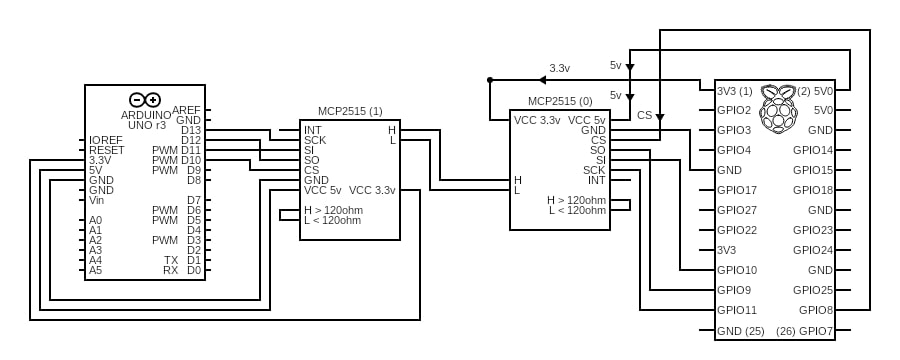 3.3v
5v
5v
CS
ARDUINO
UNO r3
IOREF
RESET
3.3V
5V
GND
GND
Vin
A0
A1
A2
A3
A4
A5
AREF
GND
D13
D12
PWM D11
PWM D10
PWM D9
D8
D7
PWM D6
PWM D5
D4
PWM D3
D2
TX D1
RX D0
MCP2515 (1)
INT H
SCK L
SI
SO
CS
GND
VCC 5v VCC 3.3v
H > 120ohm
L < 120ohm
MCP2515 (0)
VCC 3.3v VCC 5v
GND
CS
SO
SI
SCK
H INT
L
H > 120ohm
L < 120ohm
3V3 (1) (2) 5V0
GPIO2 5V0
GPIO3 GND
GPIO4 GPIO14
GND GPIO15
GPIO17 GPIO18
GPIO27 GND
GPIO22 GPIO23
3V3 GPIO24
GPIO10 GND
GPIO9 GPIO25
GPIO11 GPIO8
GND (25) (26) GPIO7